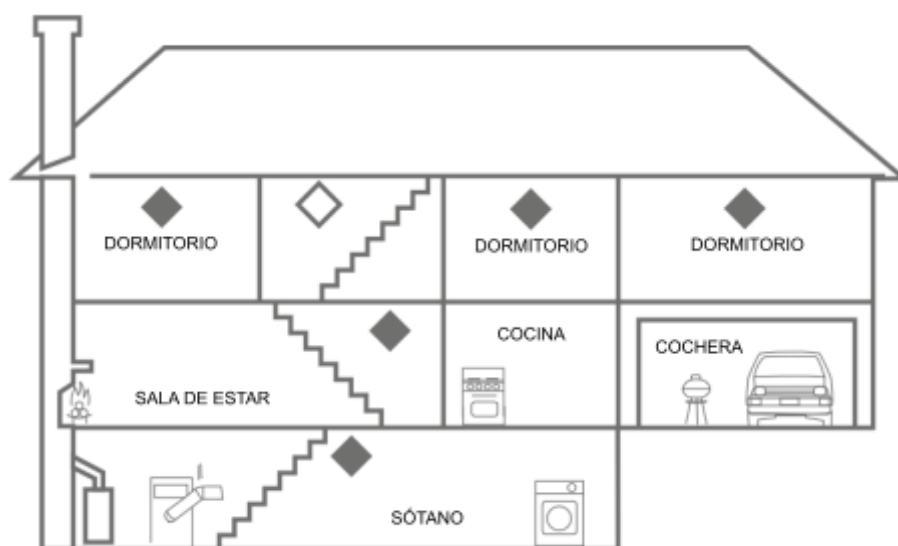 DORMITORIO
DORMITORIO
DORMITORIO
COCINA
COCHERA
SALA DE ESTAR
SÓTANO